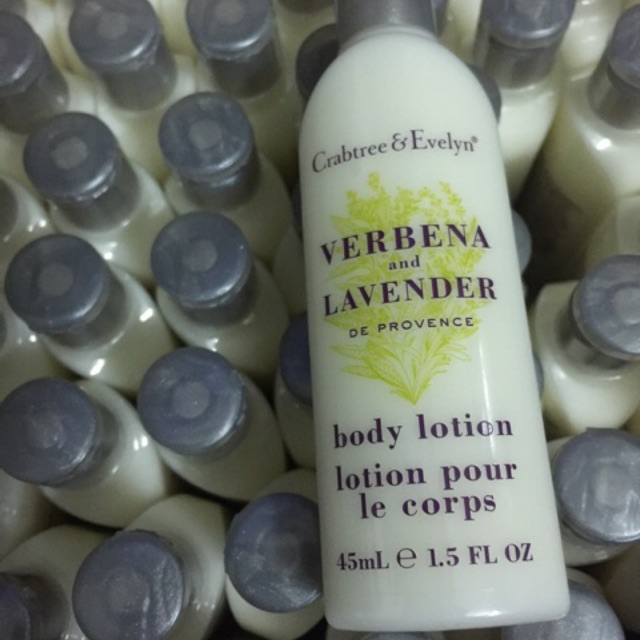 Crabtree & Evelyn®
VERBENA
and
LAVENDER
DE PROVENCE
body lotion
lotion pour
le corps
45mL ℮ 1.5 FL OZ